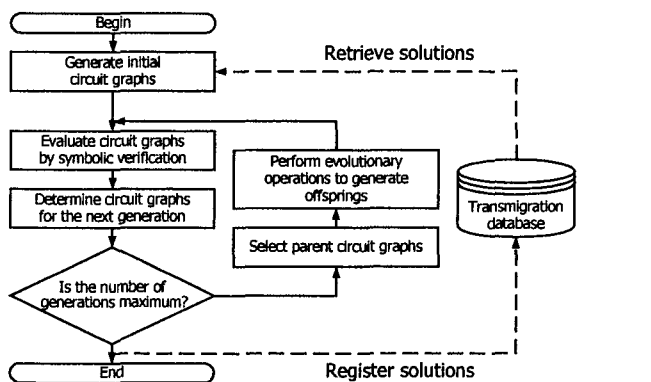 Begin
Generate initial
circuit graphs
Retrieve solutions
Evaluate circuit graphs
by symbolic verification
Perform evolutionary
operations to generate
offsprings
Transmigration
database
Determine circuit graphs
for the next generation
Select parent circuit graphs
Is the number of
generations maximum?
End
Register solutions